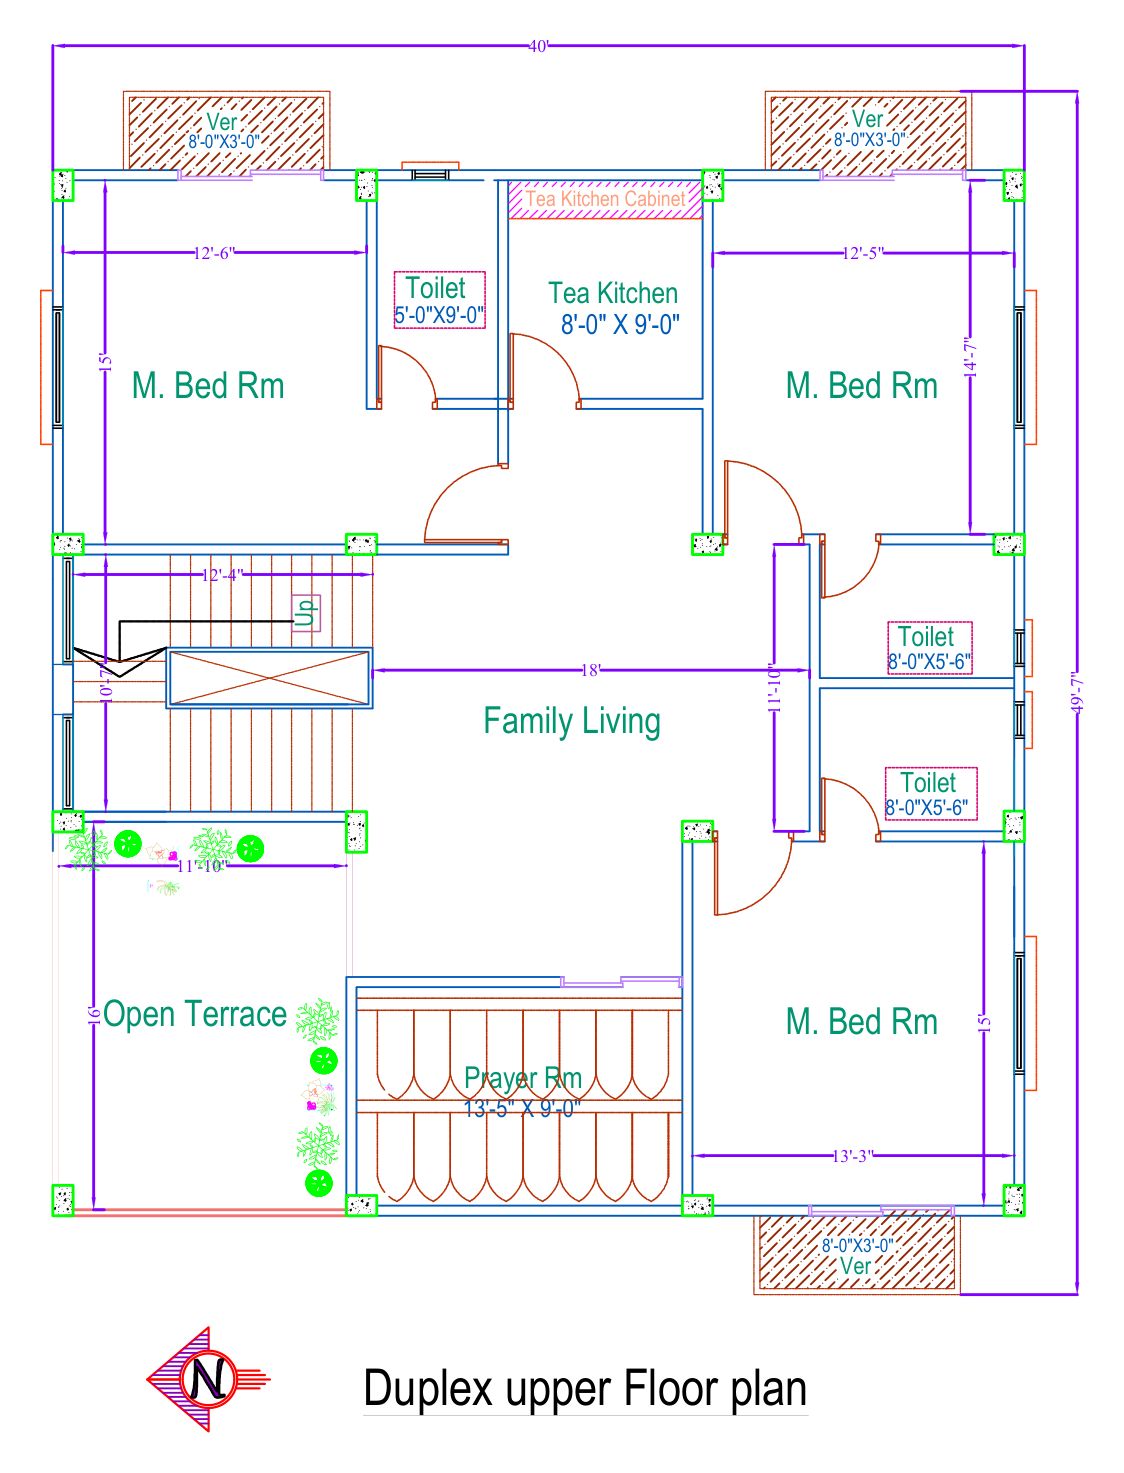 40'
Ver
8'-0"X3'-0"
Ver
8'-0"X3'-0"
Tea Kitchen Cabinet
12'-6"
12'-5"
Toilet
5'-0"X9'-0"
Tea Kitchen
8'-0" X 9'-0"
15'
14'-7"
M. Bed Rm
M. Bed Rm
12'-4"
Up
Toilet
8'-0"X5'-6"
18'
10'-7"
11'-10"
49'-7"
Family Living
Toilet
8'-0"X5'-6"
11'-10"
Open Terrace
16'
M. Bed Rm
15'
Prayer Rm
13'-5" X 9'-0"
13'-3"
8'-0"X3'-0"
Ver
N
Duplex upper Floor plan